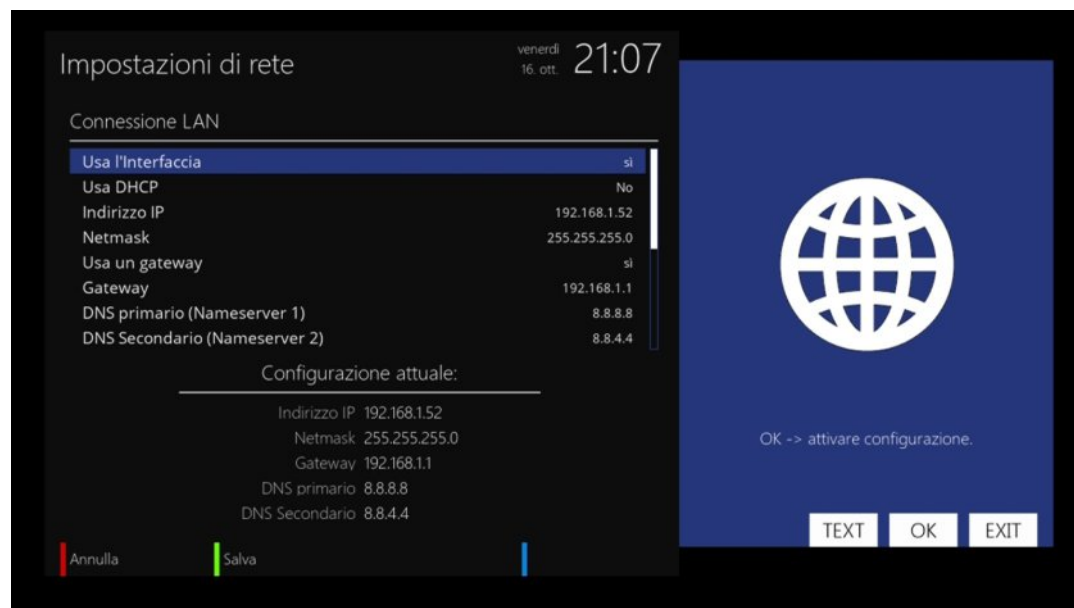 Impostazioni di rete
venerdì
16. ott.
21:07
Connessione LAN
Usa l'Interfaccia sì
Usa DHCP No
Indirizzo IP 192.168.1.52
Netmask 255.255.255.0
Usa un gateway sì
Gateway 192.168.1.1
DNS primario (Nameserver 1) 8.8.8.8
DNS Secondario (Nameserver 2) 8.8.4.4
Configurazione attuale:
Indirizzo IP 192.168.1.52
Netmask 255.255.255.0
Gateway 192.168.1.1
DNS primario 8.8.8.8
DNS Secondario 8.8.4.4
OK -> attivare configurazione.
TEXT OK EXIT
Annulla Salva